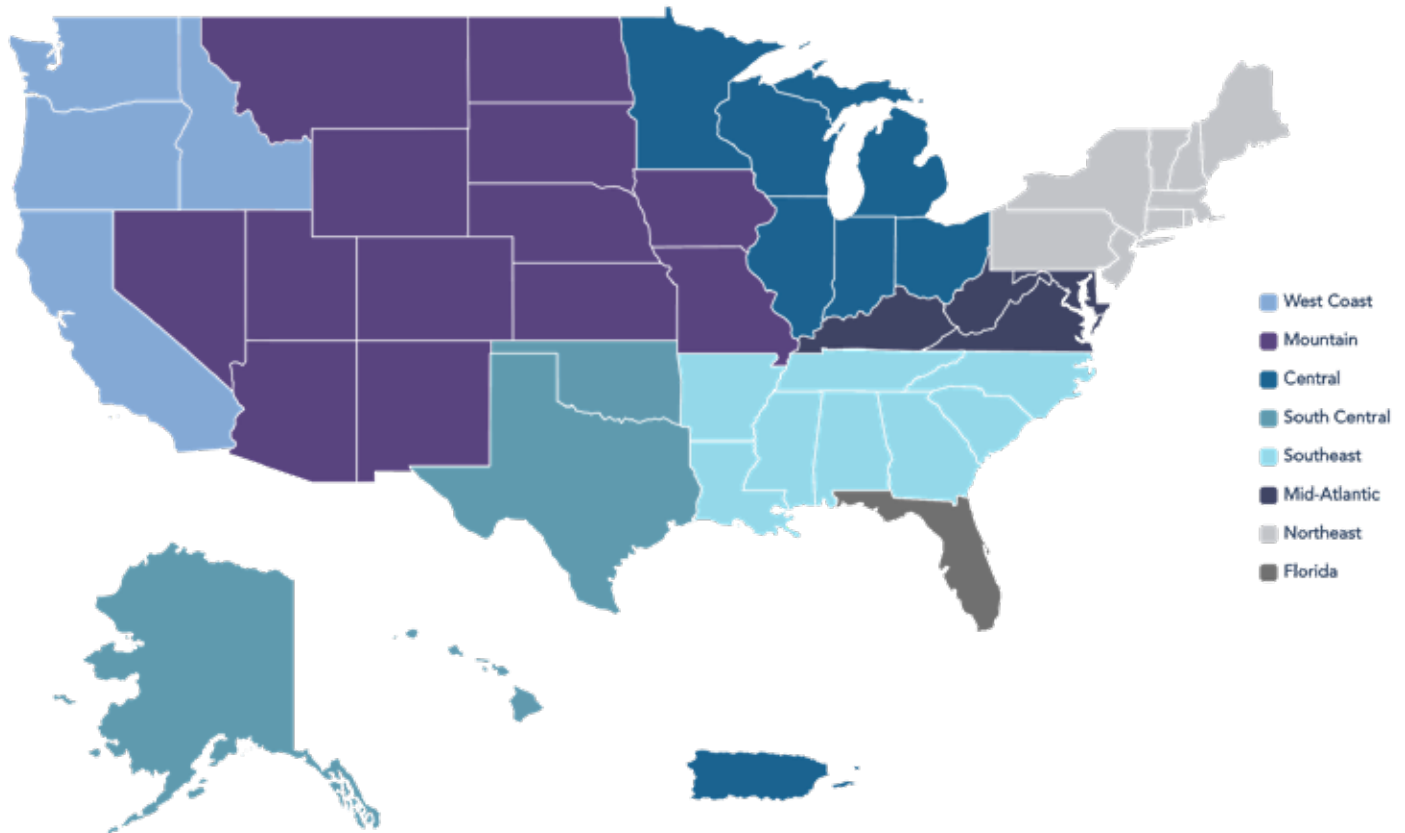 West Coast
Mountain
Central
South Central
Southeast
Mid-Atlantic
Northeast
Florida